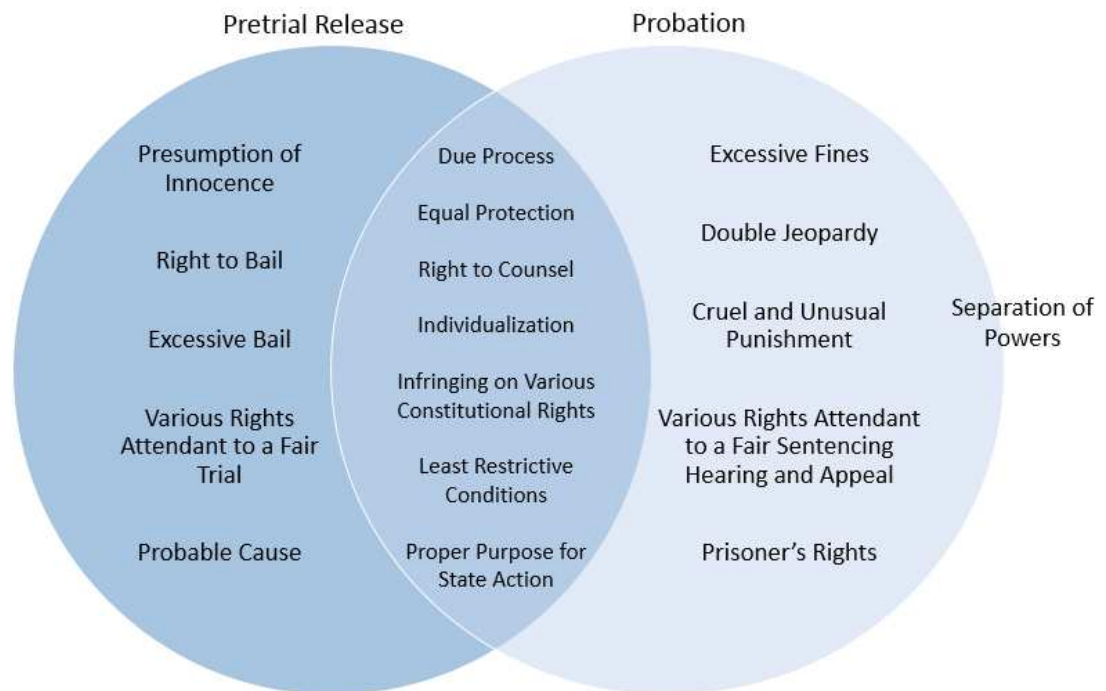 Pretrial Release
Probation
Presumption of
Innocence
Right to Bail
Excessive Bail
Various Rights
Attendant to a Fair
Trial
Probable Cause
Due Process
Equal Protection
Right to Counsel
Individualization
Infringing on Various
Constitutional Rights
Least Restrictive
Conditions
Proper Purpose for
State Action
Excessive Fines
Double Jeopardy
Cruel and Unusual
Punishment
Various Rights Attendant
to a Fair Sentencing
Hearing and Appeal
Prisoner’s Rights
Separation of
Powers